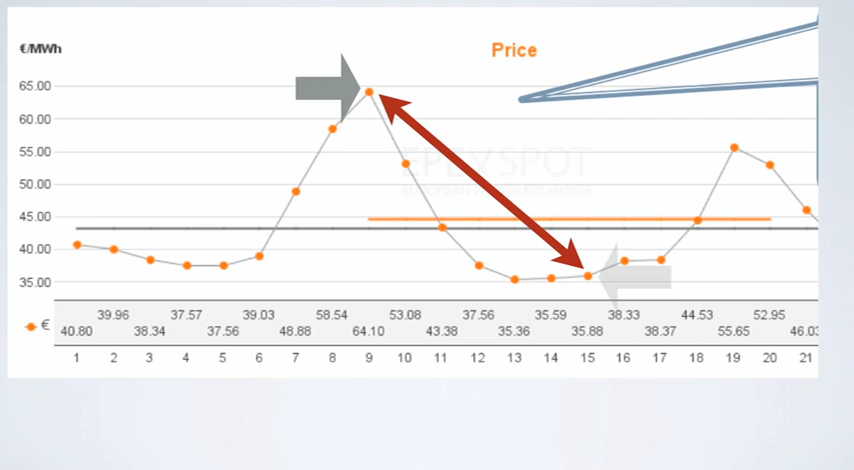 €/MWh
Price
65.00
60.00
55.00
50.00
45.00
40.00
35.00
EPEX SPOT
€
39.96 37.57 39.03 58.54 53.08 37.56 35.59 38.33 44.53 52.95
40.80 38.34 37.56 48.88 64.10 43.38 35.36 35.88 38.37 55.65 46.03
1 2 3 4 5 6 7 8 9 10 11 12 13 14 15 16 17 18 19 20 21